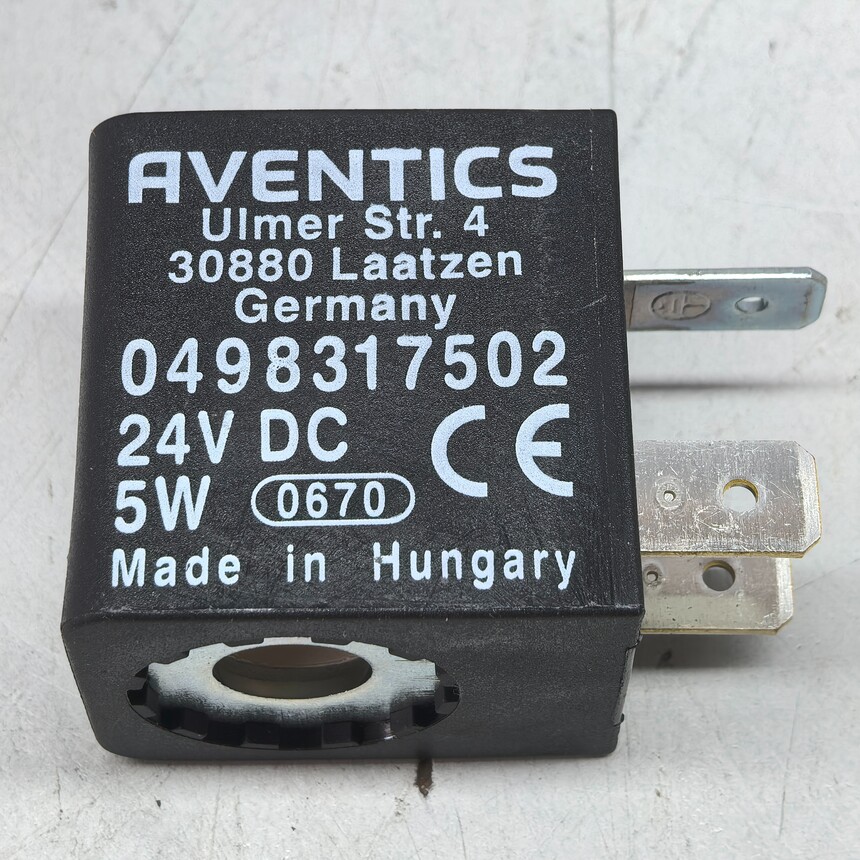 AVENTICS
Ulmer Str. 4
30880 Laatzen
Germany
0498317502
24V DC CE
5W 0670
Made in Hungary